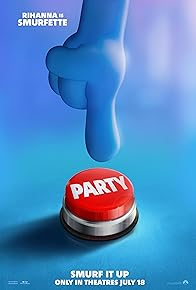 RIHANNA IS
SMURFETTE
PARTY
SMURF IT UP
ONLY IN THEATRES JULY 18